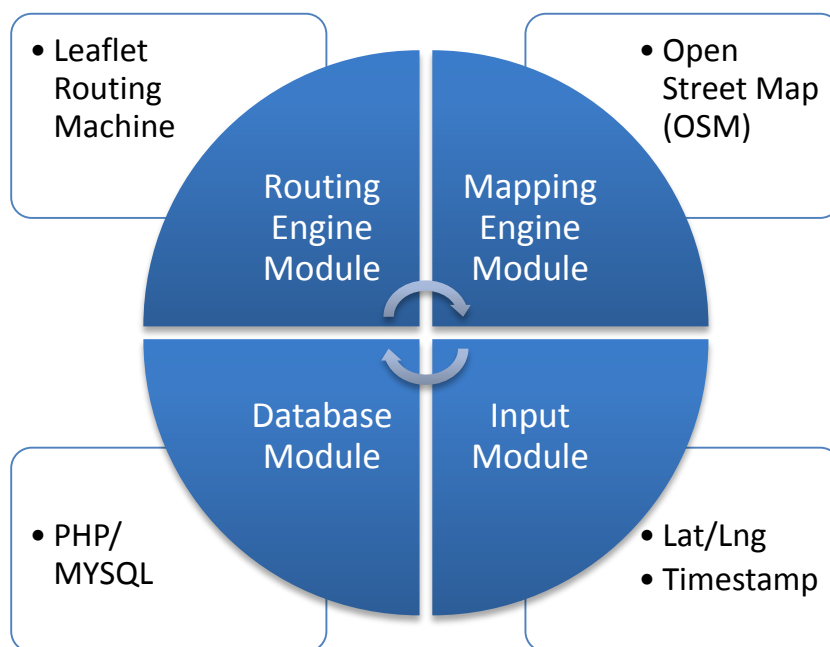 • Leaflet
Routing
Machine
• Open
Street Map
(OSM)
Routing
Engine
Module
Mapping
Engine
Module
Database
Module
Input
Module
• PHP/
MYSQL
• Lat/Lng
• Timestamp